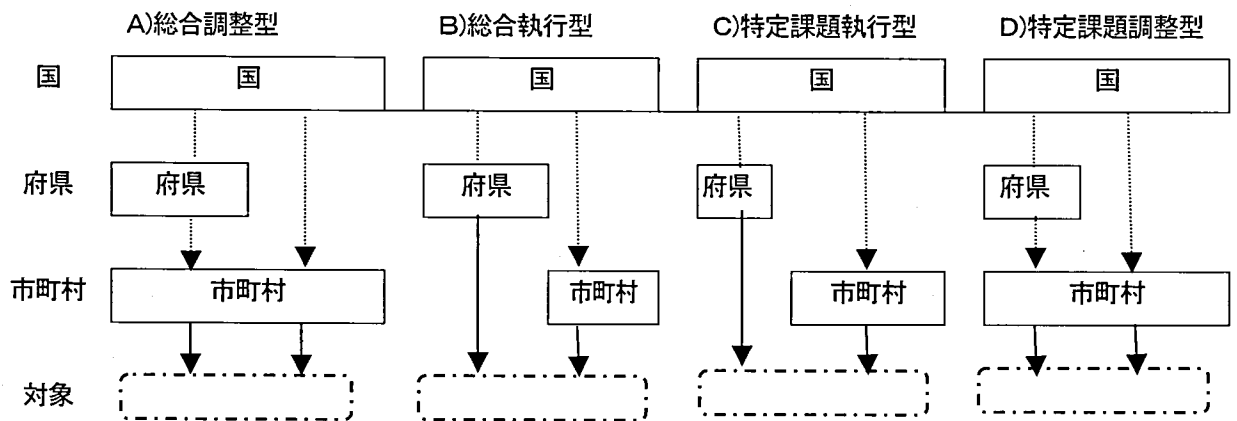 A)総合調整型 B)総合執行型 C)特定課題執行型 D)特定課題調整型
国 国 国 国 国
府県 府県 府県 府県 府県
市町村 市町村 市町村 市町村 市町村
対象